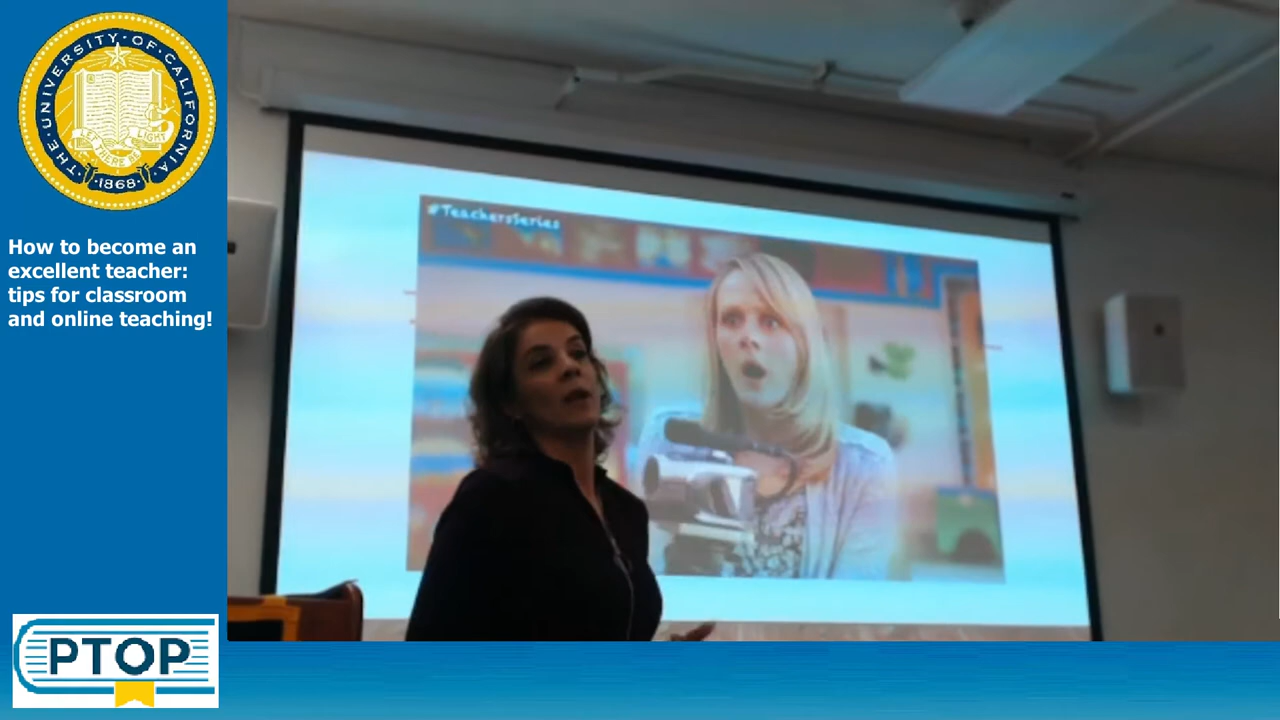 THE·UNIVERSITY·OF·CALIFORNIA
LET THERE BE LIGHT
·1868·
How to become an
excellent teacher:
tips for classroom
and online teaching!
#TeachersSeries
PTOP